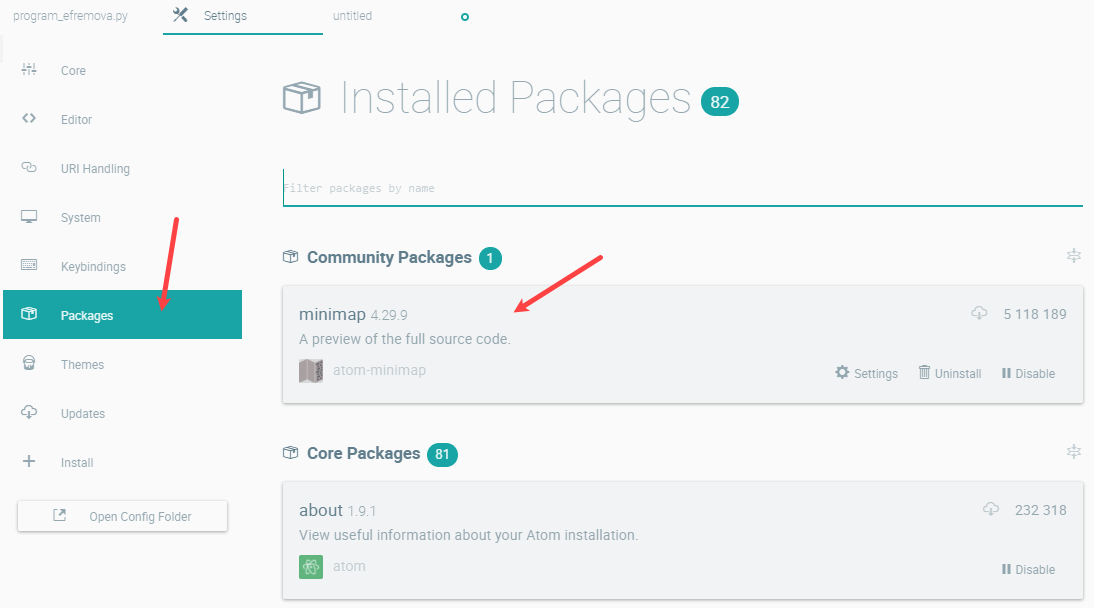 program_efremova.py Settings untitled
Core
Editor
URI Handling
System
Keybindings
Packages
Themes
Updates
Install
Open Config Folder
Installed Packages 82
Filter packages by name
Community Packages 1
minimap 4.29.9 5 118 189
A preview of the full source code.
atom-minimap Settings Uninstall Disable
Core Packages 81
about 1.9.1 232 318
View useful information about your Atom installation.
atom Disable